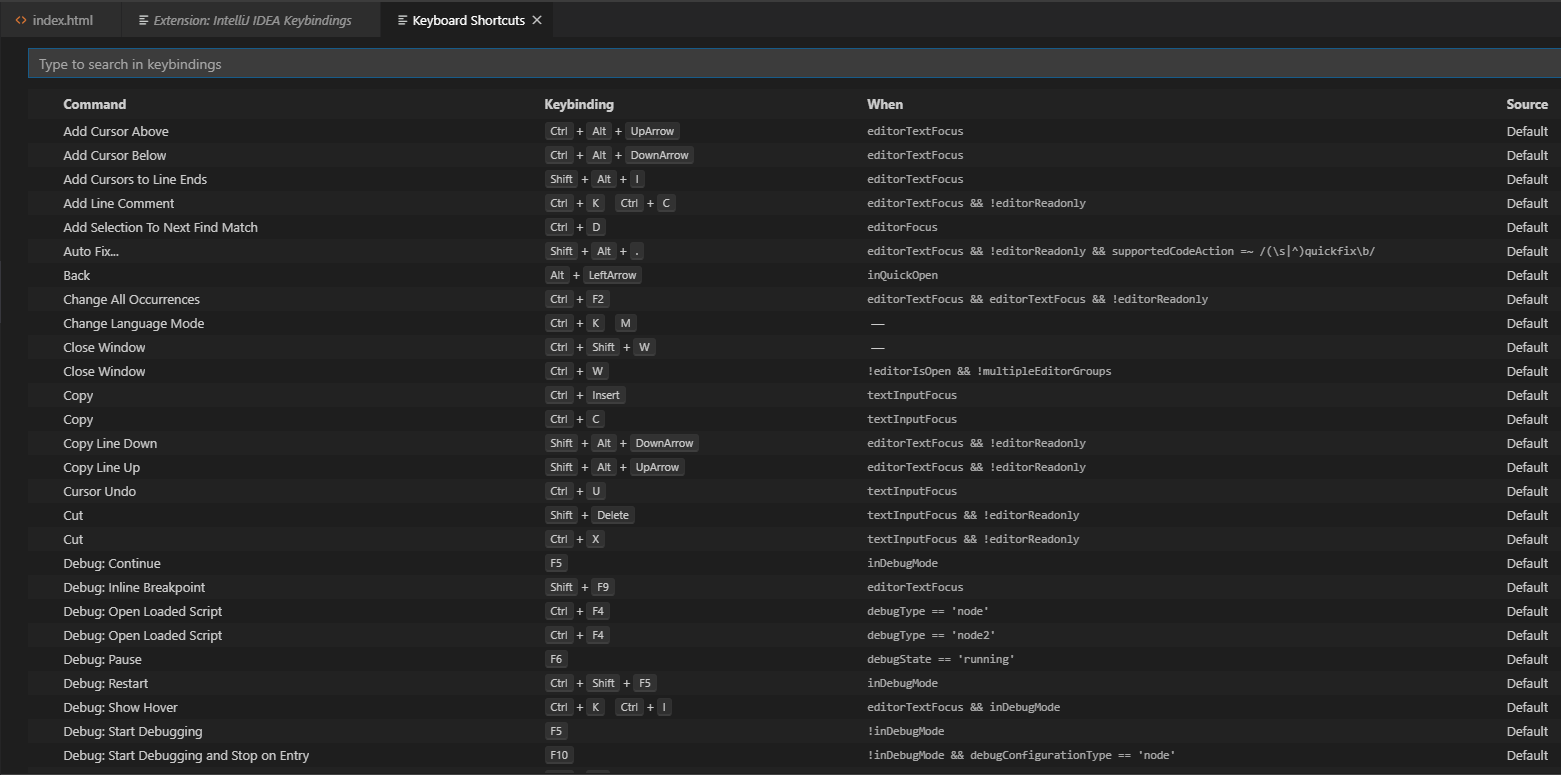 index.html Extension: IntelliJ IDEA Keybindings Keyboard Shortcuts
Type to search in keybindings
Command Keybinding When Source
Add Cursor Above Ctrl + Alt + UpArrow editorTextFocus Default
Add Cursor Below Ctrl + Alt + DownArrow editorTextFocus Default
Add Cursors to Line Ends Shift + Alt + I editorTextFocus Default
Add Line Comment Ctrl + K Ctrl + C editorTextFocus && !editorReadonly Default
Add Selection To Next Find Match Ctrl + D editorFocus Default
Auto Fix... Shift + Alt + . editorTextFocus && !editorReadonly && supportedCodeAction =~ /(\s|^)quickfix\b/ Default
Back Alt + LeftArrow inQuickOpen Default
Change All Occurrences Ctrl + F2 editorTextFocus && editorTextFocus && !editorReadonly Default
Change Language Mode Ctrl + K M — Default
Close Window Ctrl + Shift + W — Default
Close Window Ctrl + W !editorIsOpen && !multipleEditorGroups Default
Copy Ctrl + Insert textInputFocus Default
Copy Ctrl + C textInputFocus Default
Copy Line Down Shift + Alt + DownArrow editorTextFocus && !editorReadonly Default
Copy Line Up Shift + Alt + UpArrow editorTextFocus && !editorReadonly Default
Cursor Undo Ctrl + U textInputFocus Default
Cut Shift + Delete textInputFocus && !editorReadonly Default
Cut Ctrl + X textInputFocus && !editorReadonly Default
Debug: Continue F5 inDebugMode Default
Debug: Inline Breakpoint Shift + F9 editorTextFocus Default
Debug: Open Loaded Script Ctrl + F4 debugType == 'node' Default
Debug: Open Loaded Script Ctrl + F4 debugType == 'node2' Default
Debug: Pause F6 debugState == 'running' Default
Debug: Restart Ctrl + Shift + F5 inDebugMode Default
Debug: Show Hover Ctrl + K Ctrl + I editorTextFocus && inDebugMode Default
Debug: Start Debugging F5 !inDebugMode Default
Debug: Start Debugging and Stop on Entry F10 !inDebugMode && debugConfigurationType == 'node' Default